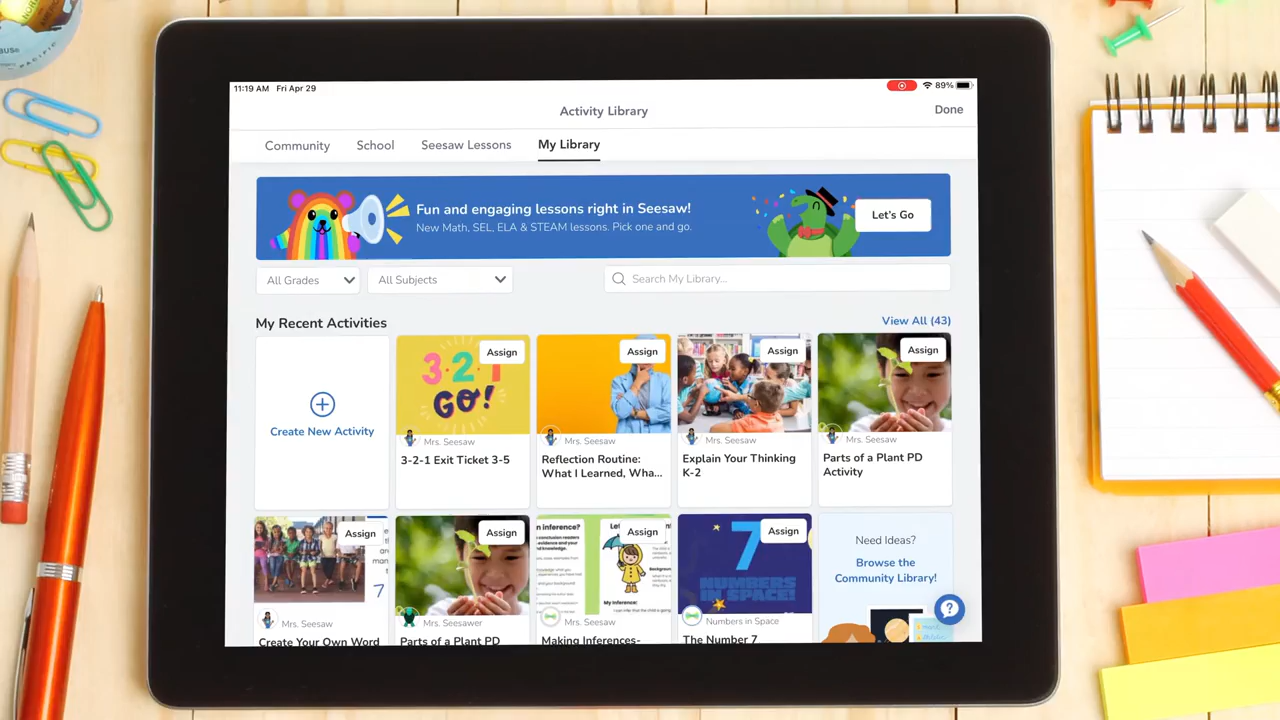 11:19 AM Fri Apr 29
89%
Activity Library
Done
Community School Seesaw Lessons My Library
Fun and engaging lessons right in Seesaw!
New Math, SEL, ELA & STEAM lessons. Pick one and go.
Let's Go
All Grades
All Subjects
Search My Library...
My Recent Activities
View All (43)
Create New Activity
3-2-1
GO!
Assign
Mrs. Seesaw
3-2-1 Exit Ticket 3-5
Assign
Mrs. Seesaw
Reflection Routine:
What I Learned, Wha...
Assign
Mrs. Seesaw
Explain Your Thinking
K-2
Assign
Mrs. Seesaw
Parts of a Plant PD
Activity
Assign
7
Mrs. Seesaw
Create Your Own Word
Assign
Mrs. Seesawer
Parts of a Plant PD
Assign
My Inference:
Mrs. Seesaw
Making Inferences-
Assign
7
NUMBERS
IN SPACE!
Numbers in Space
The Number 7
Need Ideas?
Browse the
Community Library!
?
PACIFIC